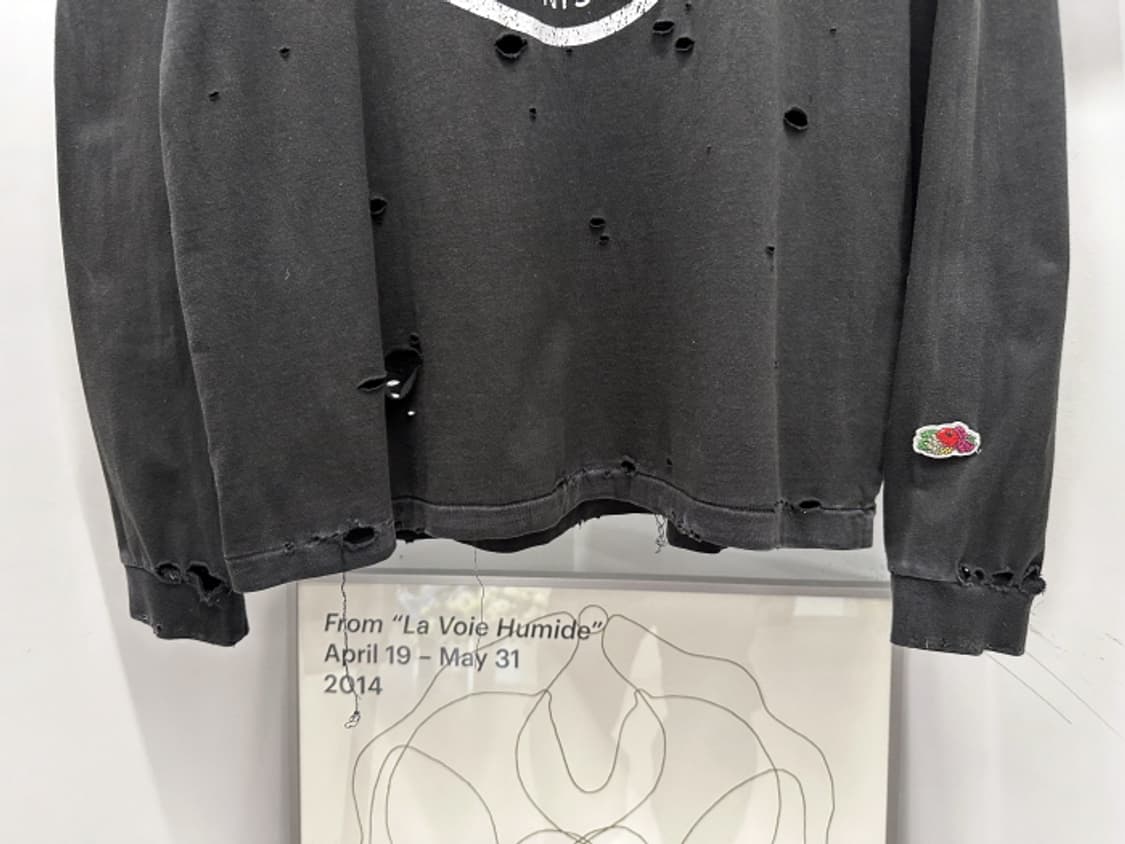 From “La Voie Humide”
April 19 – May 31
2014